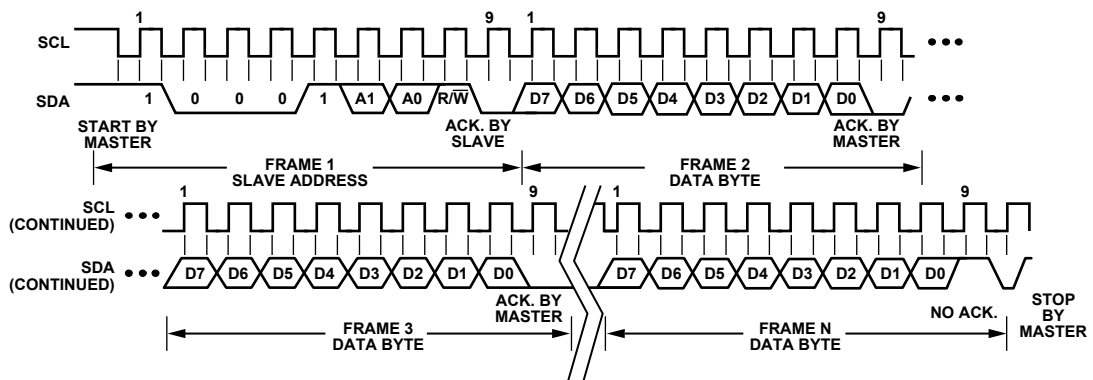 1 9 1 9
SCL
SDA 1 0 0 0 1 A1 A0 R/W̅ D7 D6 D5 D4 D3 D2 D1 D0
START BY
MASTER
ACK. BY
SLAVE
ACK. BY
MASTER
FRAME 1
SLAVE ADDRESS
FRAME 2
DATA BYTE
1 9 1 9
SCL
(CONTINUED)
SDA
(CONTINUED)
D7 D6 D5 D4 D3 D2 D1 D0 D7 D6 D5 D4 D3 D2 D1 D0
ACK. BY
MASTER
NO ACK.
STOP
BY
MASTER
FRAME 3
DATA BYTE
FRAME N
DATA BYTE